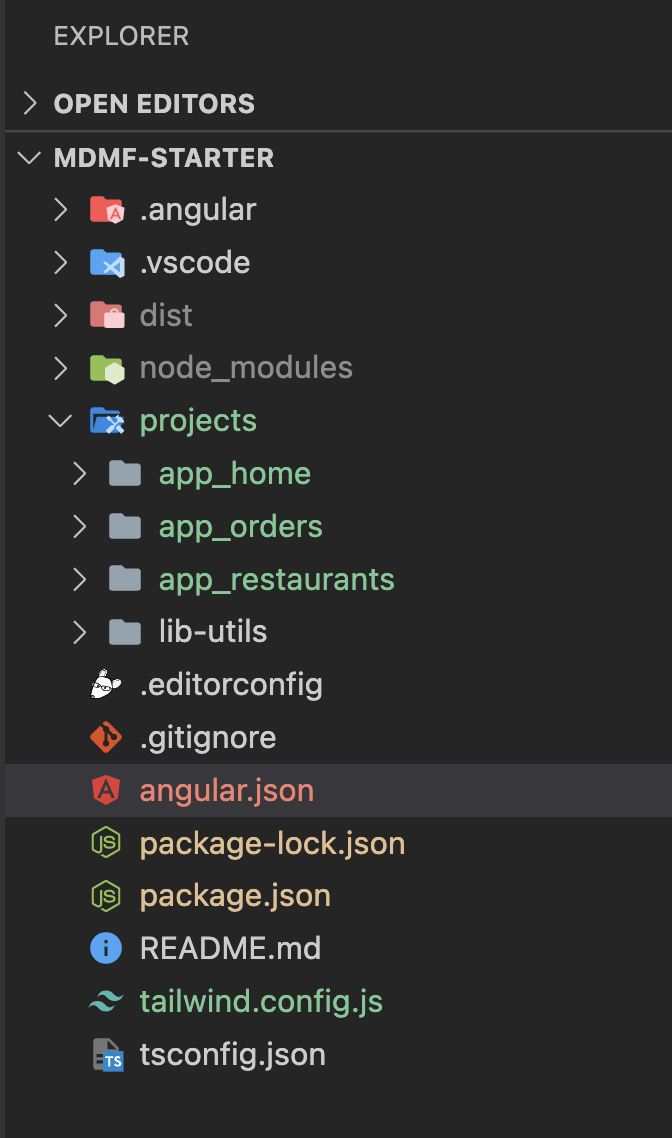 EXPLORER
OPEN EDITORS
MDMF-STARTER
.angular
.vscode
dist
node_modules
projects
app_home
app_orders
app_restaurants
lib-utils
.editorconfig
.gitignore
angular.json
package-lock.json
package.json
README.md
tailwind.config.js
tsconfig.json